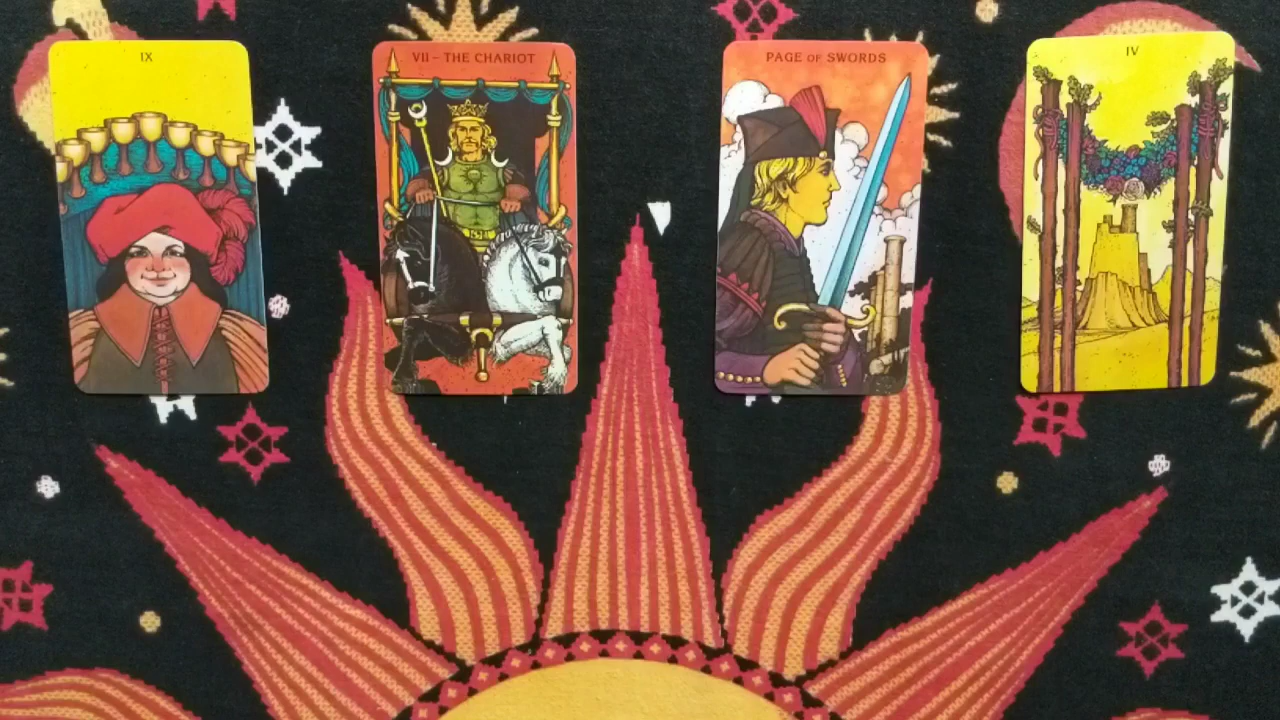 IX
VII – THE CHARIOT
PAGE OF SWORDS
IV